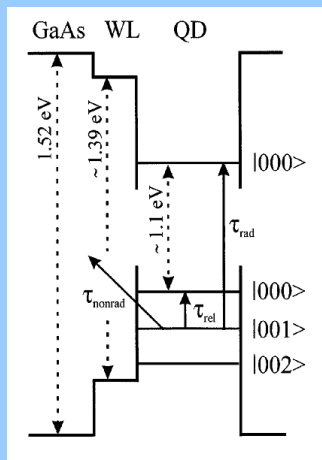 GaAs WL QD
1.52 eV
~ 1.39 eV
~ 1.1 eV
|000>
τrad
|000>
τnonrad
τrel
|001>
|002>